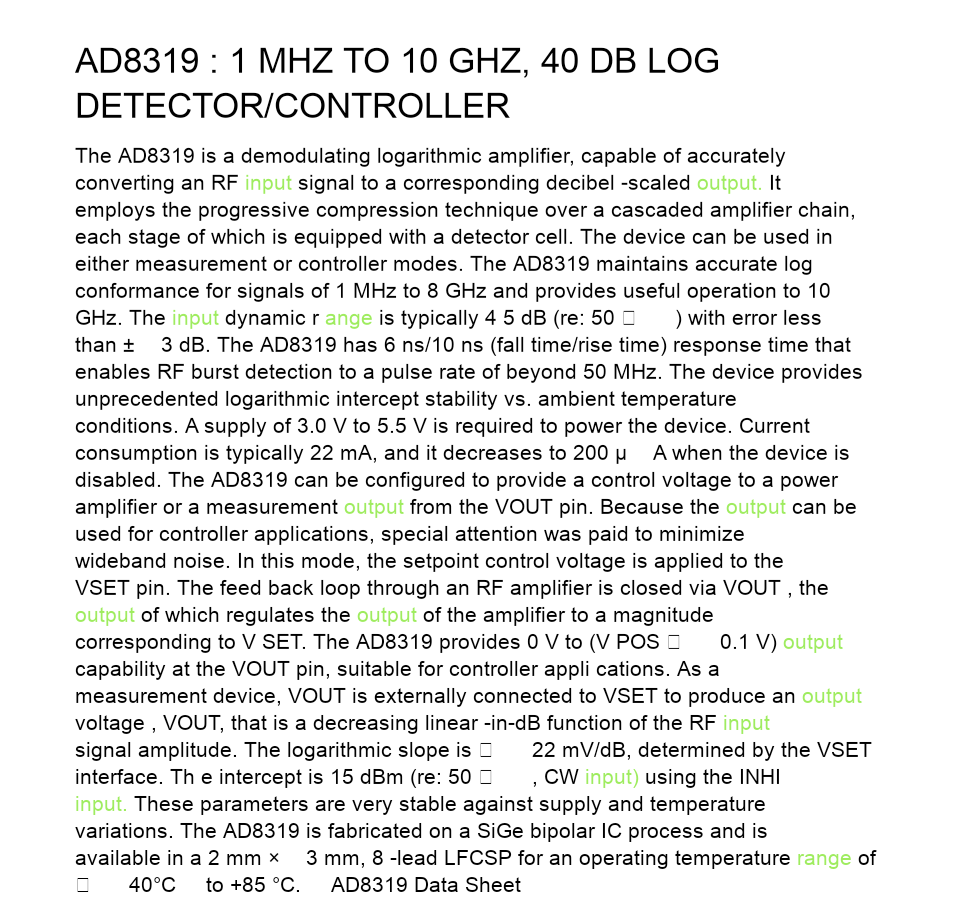 AD8319 : 1 MHZ TO 10 GHZ, 40 DB LOG
DETECTOR/CONTROLLER
The AD8319 is a demodulating logarithmic amplifier, capable of accurately
converting an RF input signal to a corresponding decibel -scaled output. It
employs the progressive compression technique over a cascaded amplifier chain,
each stage of which is equipped with a detector cell. The device can be used in
either measurement or controller modes. The AD8319 maintains accurate log
conformance for signals of 1 MHz to 8 GHz and provides useful operation to 10
GHz. The input dynamic r ange is typically 4 5 dB (re: 50 □ ) with error less
than ± 3 dB. The AD8319 has 6 ns/10 ns (fall time/rise time) response time that
enables RF burst detection to a pulse rate of beyond 50 MHz. The device provides
unprecedented logarithmic intercept stability vs. ambient temperature
conditions. A supply of 3.0 V to 5.5 V is required to power the device. Current
consumption is typically 22 mA, and it decreases to 200 μ A when the device is
disabled. The AD8319 can be configured to provide a control voltage to a power
amplifier or a measurement output from the VOUT pin. Because the output can be
used for controller applications, special attention was paid to minimize
wideband noise. In this mode, the setpoint control voltage is applied to the
VSET pin. The feed back loop through an RF amplifier is closed via VOUT , the
output of which regulates the output of the amplifier to a magnitude
corresponding to V SET. The AD8319 provides 0 V to (V POS □ 0.1 V) output
capability at the VOUT pin, suitable for controller appli cations. As a
measurement device, VOUT is externally connected to VSET to produce an output
voltage , VOUT, that is a decreasing linear -in-dB function of the RF input
signal amplitude. The logarithmic slope is □ 22 mV/dB, determined by the VSET
interface. Th e intercept is 15 dBm (re: 50 □ , CW input) using the INHI
input. These parameters are very stable against supply and temperature
variations. The AD8319 is fabricated on a SiGe bipolar IC process and is
available in a 2 mm × 3 mm, 8 -lead LFCSP for an operating temperature range of
□ 40°C to +85 °C. AD8319 Data Sheet